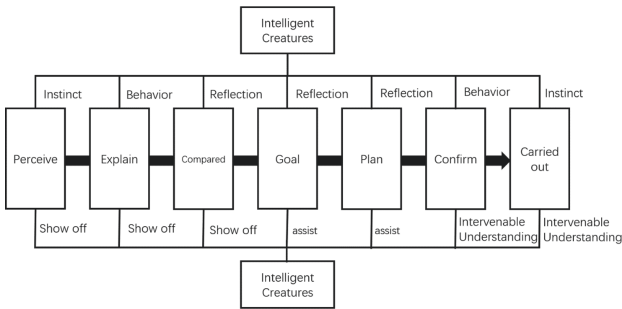 Intelligent
Creatures
Instinct
Behavior
Reflection
Reflection
Reflection
Behavior
Instinct
Perceive
Explain
Compared
Goal
Plan
Confirm
Carried
out
Show off
Show off
Show off
assist
assist
Intervenable
Understanding
Intervenable
Understanding
Intelligent
Creatures